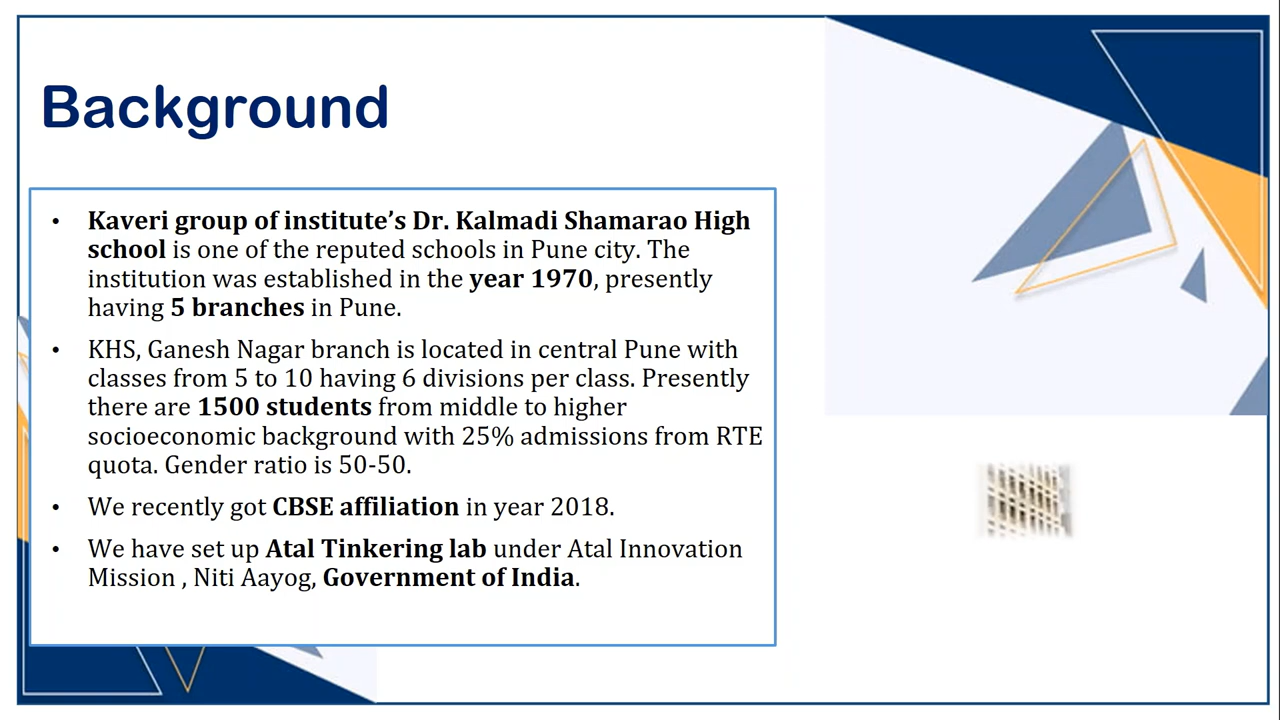 Background
• Kaveri group of institute’s Dr. Kalmadi Shamarao High
school is one of the reputed schools in Pune city. The
institution was established in the year 1970, presently
having 5 branches in Pune.
• KHS, Ganesh Nagar branch is located in central Pune with
classes from 5 to 10 having 6 divisions per class. Presently
there are 1500 students from middle to higher
socioeconomic background with 25% admissions from RTE
quota. Gender ratio is 50-50.
• We recently got CBSE affiliation in year 2018.
• We have set up Atal Tinkering lab under Atal Innovation
Mission , Niti Aayog, Government of India.